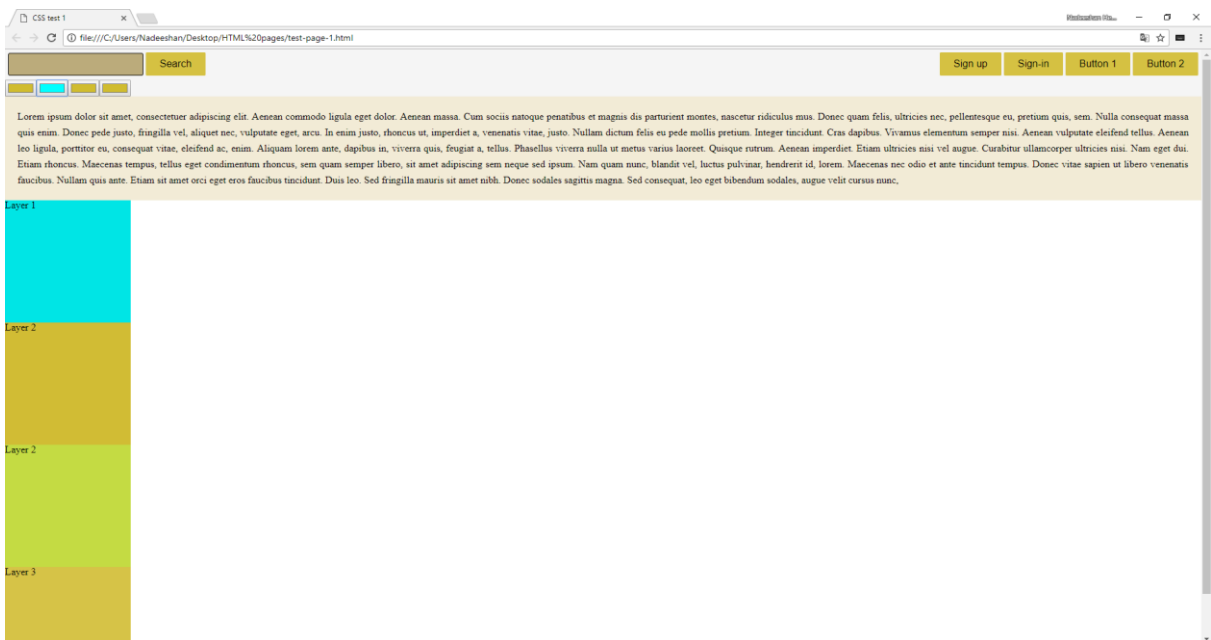 CSS test 1
file:///C:/Users/Nadeeshan/Desktop/HTML%20pages/test-page-1.html
Search
Sign up
Sign-in
Button 1
Button 2
Lorem ipsum dolor sit amet, consectetuer adipiscing elit. Aenean commodo ligula eget dolor. Aenean massa. Cum sociis natoque penatibus et magnis dis parturient montes, nascetur ridiculus mus. Donec quam felis, ultricies nec, pellentesque eu, pretium quis, sem. Nulla consequat massa
quis enim. Donec pede justo, fringilla vel, aliquet nec, vulputate eget, arcu. In enim justo, rhoncus ut, imperdiet a, venenatis vitae, justo. Nullam dictum felis eu pede mollis pretium. Integer tincidunt. Cras dapibus. Vivamus elementum semper nisi. Aenean vulputate eleifend tellus. Aenean
leo ligula, porttitor eu, consequat vitae, eleifend ac, enim. Aliquam lorem ante, dapibus in, viverra quis, feugiat a, tellus. Phasellus viverra nulla ut metus varius laoreet. Quisque rutrum. Aenean imperdiet. Etiam ultricies nisi vel augue. Curabitur ullamcorper ultricies nisi. Nam eget dui.
Etiam rhoncus. Maecenas tempus, tellus eget condimentum rhoncus, sem quam semper libero, sit amet adipiscing sem neque sed ipsum. Nam quam nunc, blandit vel, luctus pulvinar, hendrerit id, lorem. Maecenas nec odio et ante tincidunt tempus. Donec vitae sapien ut libero venenatis
faucibus. Nullam quis ante. Etiam sit amet orci eget eros faucibus tincidunt. Duis leo. Sed fringilla mauris sit amet nibh. Donec sodales sagittis magna. Sed consequat, leo eget bibendum sodales, augue velit cursus nunc,
Layer 1
Layer 2
Layer 2
Layer 3